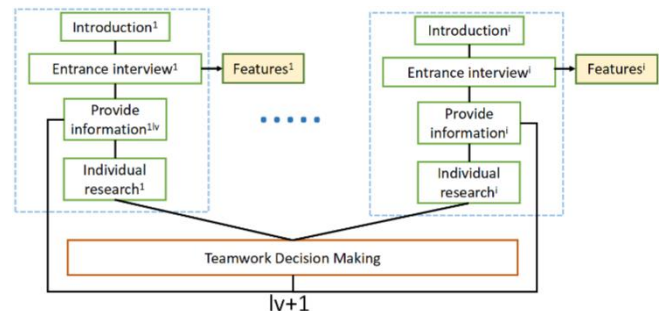 Introduction¹
Entrance interview¹
Features¹
Provide
information¹ˡᵛ
Individual
research¹
Introductionⁱ
Entrance interviewⁱ
Featuresⁱ
Provide
informationⁱ
Individual
researchⁱ
Teamwork Decision Making
lv+1